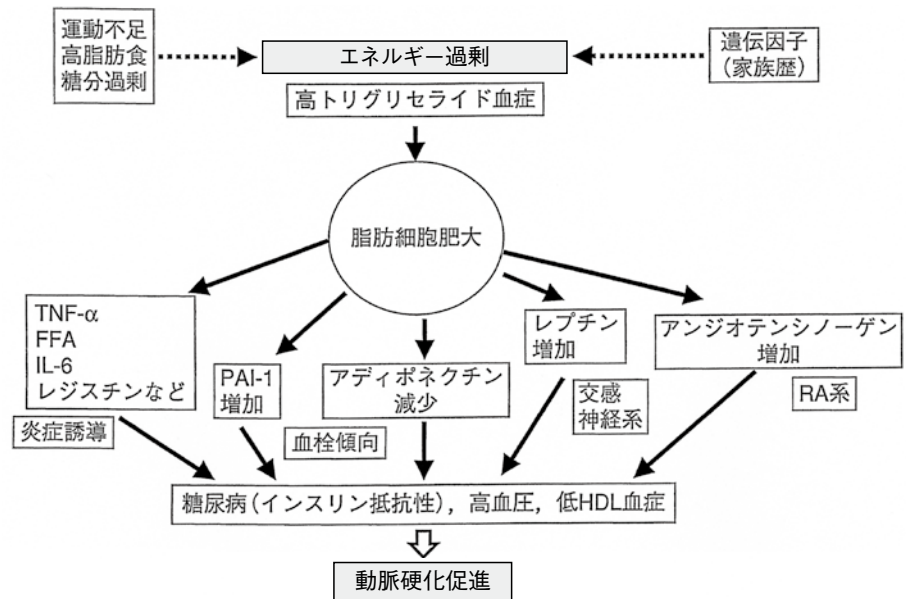 運動不足
高脂肪食
糖分過剰
エネルギー過剰
遺伝因子
（家族歴）
高トリグリセライド血症
脂肪細胞肥大
TNF-α
FFA
IL-6
レジスチンなど
炎症誘導
PAI-1
増加
血栓傾向
アディポネクチン
減少
レプチン
増加
交感
神経系
アンジオテンシノーゲン
増加
RA系
糖尿病（インスリン抵抗性），高血圧，低HDL血症
動脈硬化促進